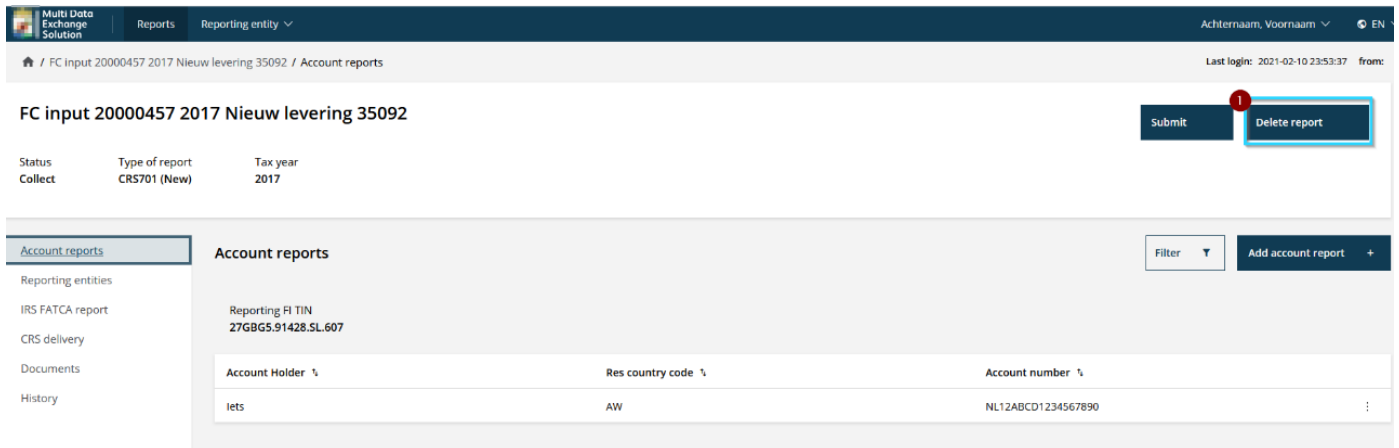 Multi Data
Exchange
Solution
Reports Reporting entity
Achternaam, Voornaam EN
/ FC input 20000457 2017 Nieuw levering 35092 / Account reports
Last login: 2021-02-10 23:53:37 from:
FC input 20000457 2017 Nieuw levering 35092
1
Submit Delete report
Status Type of report Tax year
Collect CRS701 (New) 2017
Account reports
Reporting entities
IRS FATCA report
CRS delivery
Documents
History
Account reports
Filter Add account report +
Reporting FI TIN
27GBG5.91428.SL.607
Account Holder Res country code Account number
Iets AW NL12ABCD1234567890